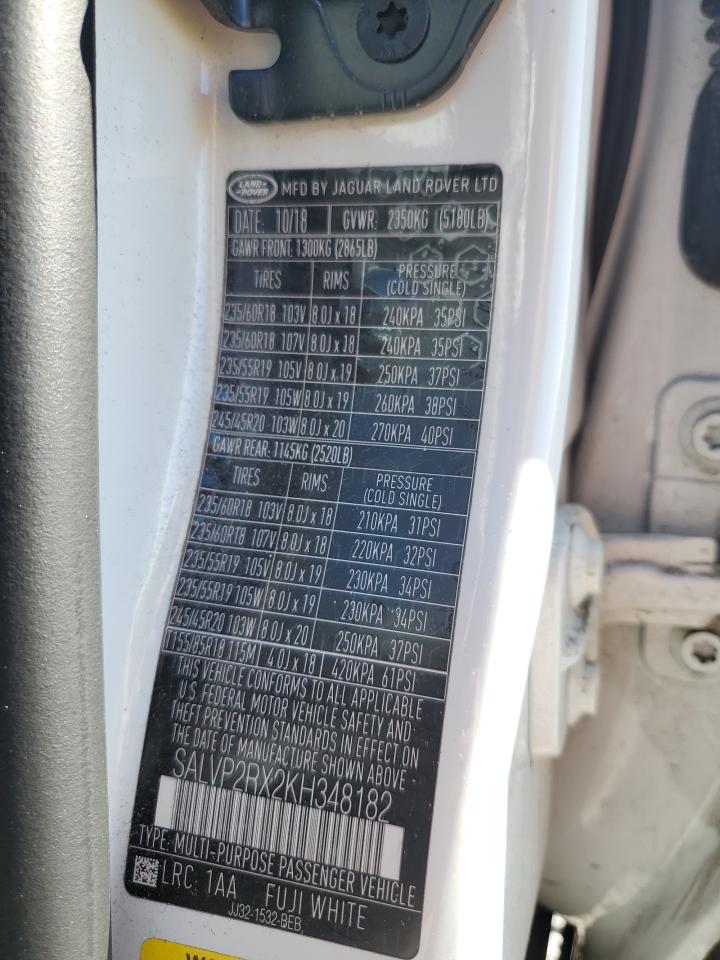 LAND ROVER MFD BY JAGUAR LAND ROVER LTD
DATE: 10/18 GVWR: 2350KG (5180LB)
GAWR FRONT: 1300KG (2865LB)
TIRES RIMS PRESSURE (COLD SINGLE)
235/60R18 103V 8.0J x 18 240KPA 35PSI
235/60R18 107V 8.0J x 18 240KPA 35PSI
235/55R19 105V 8.0J x 19 250KPA 37PSI
235/55R19 105W 8.0J x 19 260KPA 38PSI
245/45R20 103W 8.0J x 20 270KPA 40PSI
GAWR REAR: 1145KG (2520LB)
TIRES RIMS PRESSURE (COLD SINGLE)
235/60R18 103V 8.0J x 18 210KPA 31PSI
235/60R18 107V 8.0J x 18 220KPA 32PSI
235/55R19 105V 8.0J x 19 230KPA 34PSI
235/55R19 105W 8.0J x 19 230KPA 34PSI
245/45R20 103W 8.0J x 20 250KPA 37PSI
T155/85R18 115M 4.0J x 18 420KPA 61PSI
THIS VEHICLE CONFORMS TO ALL APPLICABLE
U.S. FEDERAL MOTOR VEHICLE SAFETY AND
THEFT PREVENTION STANDARDS IN EFFECT ON
THE DATE OF MANUFACTURE SHOWN ABOVE
SALVP2RX2KH348182
TYPE: MULTI-PURPOSE PASSENGER VEHICLE
LRC: 1AA FUJI WHITE
JJ32-1532-BEB